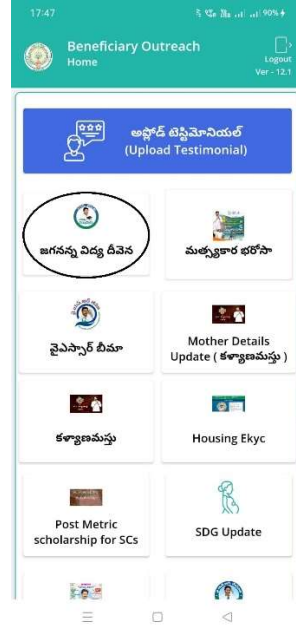 17:47
90%
Beneficiary Outreach
Home
Logout
Ver - 12.1
అప్లోడ్ టెస్టిమోనియల్
(Upload Testimonial)
జగనన్న విద్య దీవెన
మత్స్యకార భరోసా
వైఎస్సార్ బీమా
Mother Details
Update ( కళ్యాణమస్తు )
కళ్యాణమస్తు
Housing Ekyc
Post Metric
scholarship for SCs
SDG Update